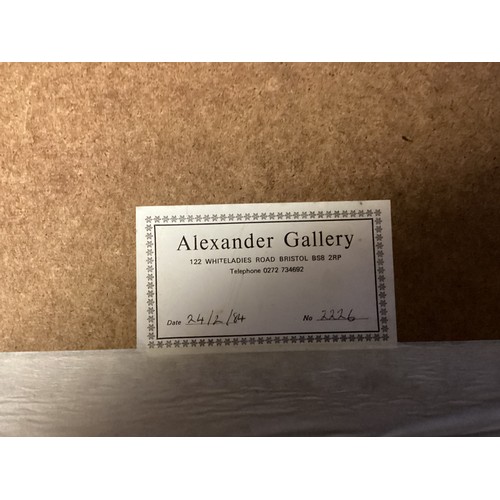 Alexander Gallery
122 WHITELADIES ROAD BRISTOL BS8 2RP
Telephone 0272 734692
Date 24/2/84 No 2226